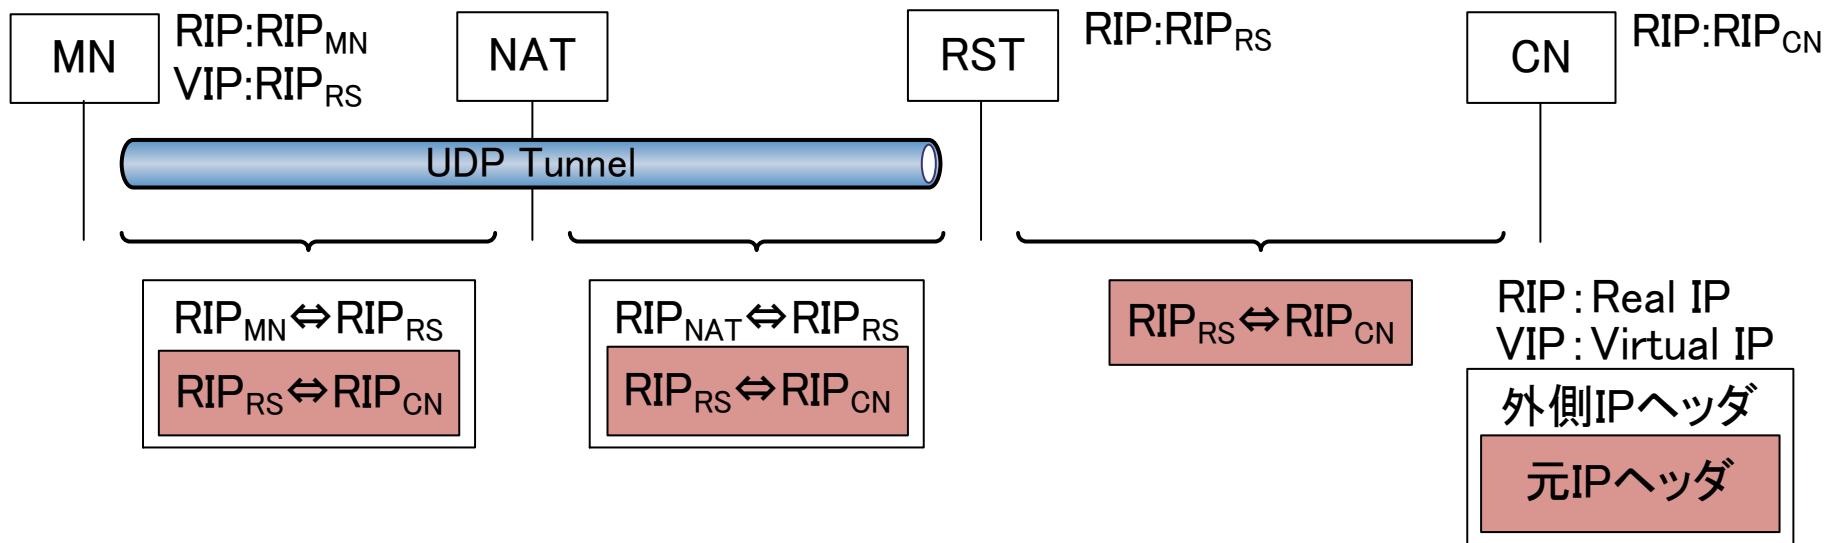 MN
RIP:RIPMN
VIP:RIPRS
NAT
RST
RIP:RIPRS
CN
RIP:RIPCN
UDP Tunnel
RIPMN⇔RIPRS
RIPRS⇔RIPCN
RIPNAT⇔RIPRS
RIPRS⇔RIPCN
RIPRS⇔RIPCN
RIP:Real IP
VIP:Virtual IP
外側IPヘッダ
元IPヘッダ